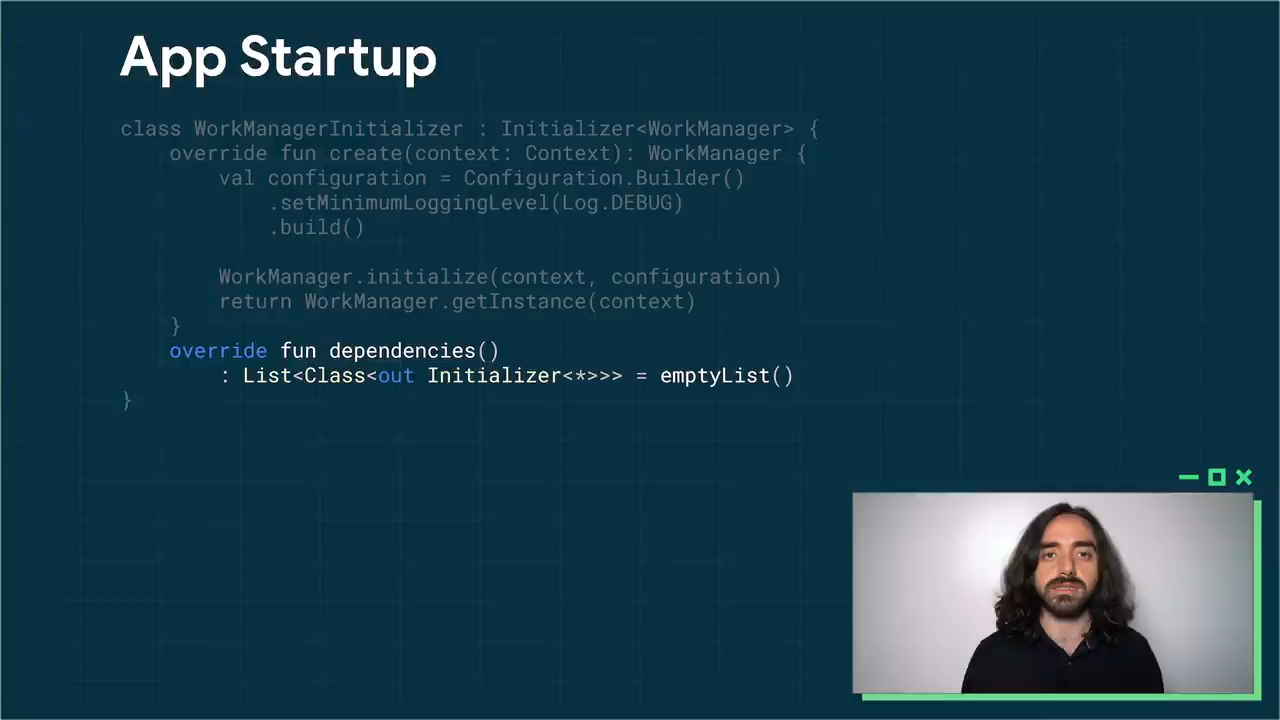 App Startup
class WorkManagerInitializer : Initializer<WorkManager> {
override fun create(context: Context): WorkManager {
val configuration = Configuration.Builder()
.setMinimumLoggingLevel(Log.DEBUG)
.build()
WorkManager.initialize(context, configuration)
return WorkManager.getInstance(context)
}
override fun dependencies()
: List<Class<out Initializer<*>>> = emptyList()
}